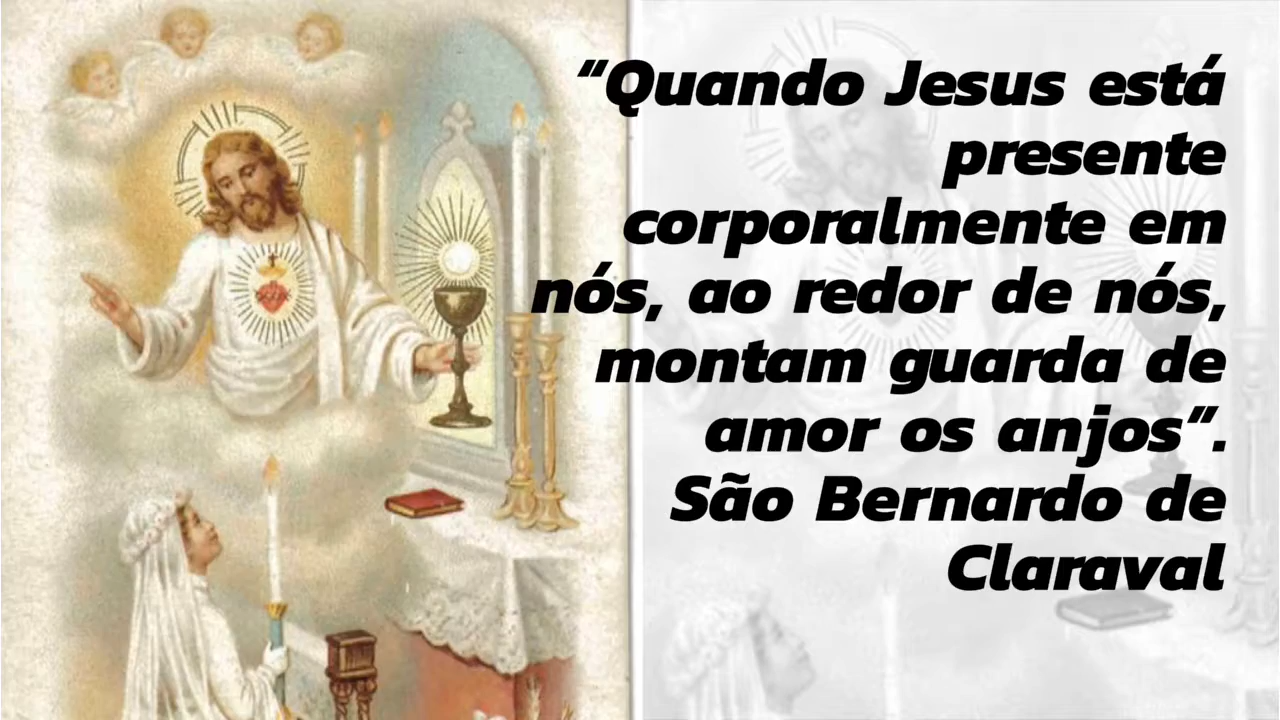 “Quando Jesus está
presente
corporalmente em
nós, ao redor de nós,
montam guarda de
amor os anjos”.
São Bernardo de
Claraval